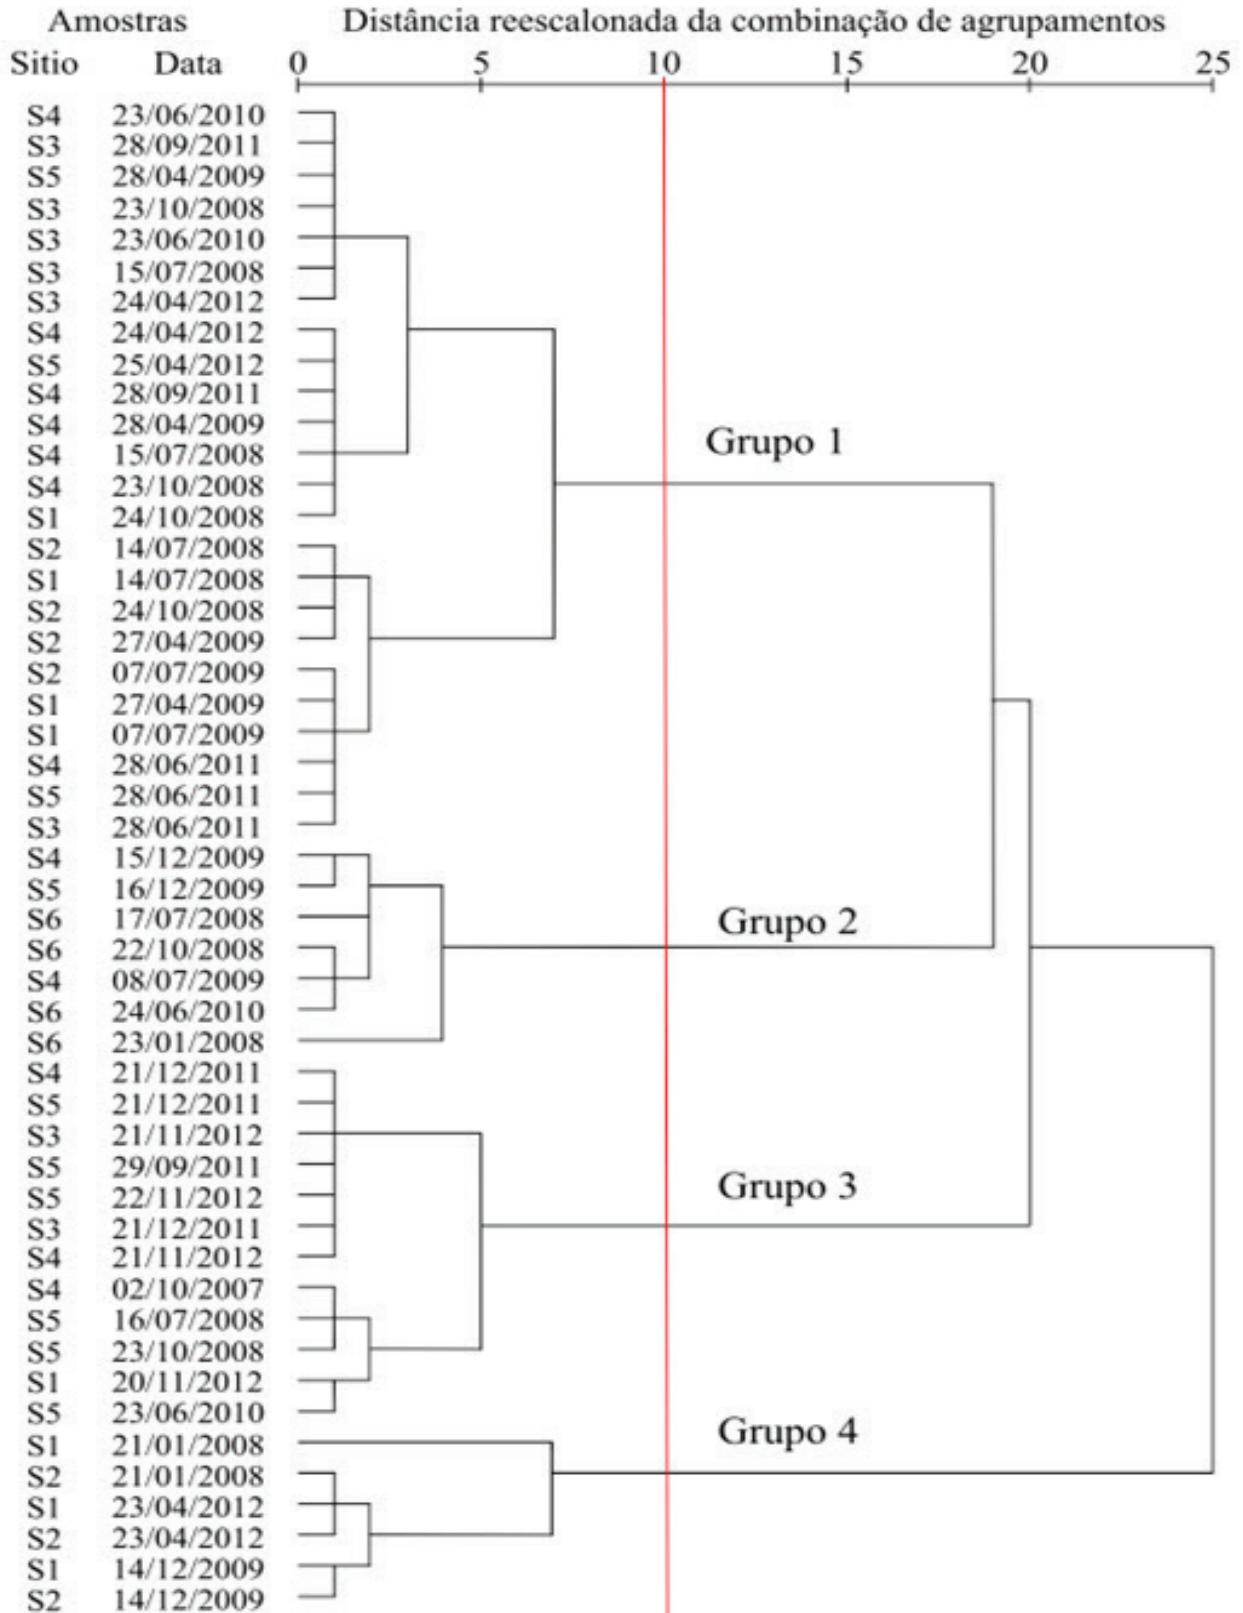 Amostras Distância reescalonada da combinação de agrupamentos
Sitio Data 0 5 10 15 20 25
S4 23/06/2010
S3 28/09/2011
S5 28/04/2009
S3 23/10/2008
S3 23/06/2010
S3 15/07/2008
S3 24/04/2012
S4 24/04/2012
S5 25/04/2012
S4 28/09/2011
S4 28/04/2009
Grupo 1
S4 15/07/2008
S4 23/10/2008
S1 24/10/2008
S2 14/07/2008
S1 14/07/2008
S2 24/10/2008
S2 27/04/2009
S2 07/07/2009
S1 27/04/2009
S1 07/07/2009
S4 28/06/2011
S5 28/06/2011
S3 28/06/2011
S4 15/12/2009
S5 16/12/2009
S6 17/07/2008
Grupo 2
S6 22/10/2008
S4 08/07/2009
S6 24/06/2010
S6 23/01/2008
S4 21/12/2011
S5 21/12/2011
S3 21/11/2012
S5 29/09/2011
Grupo 3
S5 22/11/2012
S3 21/12/2011
S4 21/11/2012
S4 02/10/2007
S5 16/07/2008
S5 23/10/2008
S1 20/11/2012
S5 23/06/2010
Grupo 4
S1 21/01/2008
S2 21/01/2008
S1 23/04/2012
S2 23/04/2012
S1 14/12/2009
S2 14/12/2009